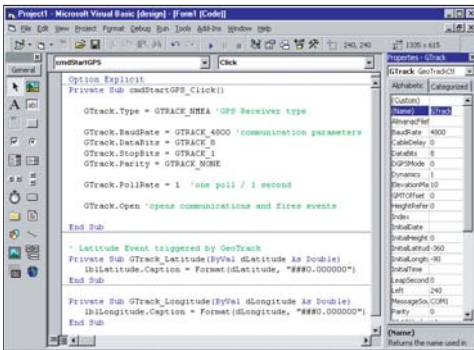 Project1 - Microsoft Visual Basic [design] - [Form1 (Code)]
File Edit View Project Format Debug Run Tools Add-Ins Window Help
240, 240
1335 x 615
General
cmdStartGPS
Click
Option Explicit
Private Sub cmdStartGPS_Click()
GTrack.Type = GTRACK_NMEA 'GPS Receiver type
GTrack.BaudRate = GTRACK_4800 'communication parameters
GTrack.DataBits = GTRACK_8
GTrack.StopBits = GTRACK_1
GTrack.Parity = GTRACK_NONE
GTrack.PollRate = 1 'one poll / 1 second
GTrack.Open 'opens communications and fires events
End Sub
' Latitude Event triggered by GeoTrack
Private Sub GTrack_Latitude(ByVal dLatitude As Double)
lblLatitude.Caption = Format(dLatitude, "###0.000000")
End Sub
Private Sub GTrack_Longitude(ByVal dLongitude As Double)
lblLongitude.Caption = Format(dLongitude, "###0.000000")
End Sub
Properties - GTrack
GTrack GeoTrackCtl
Alphabetic Categorized
(Custom)
(Name) GTrack
AlmanacFile
BaudRate 4800
CableDelay 0
DataBits 8
DGPSMode 0
Dynamics 1
ElevationMa 10
GMTOffset 0
HeightRefer 0
Index
InitialDate
InitialHeight 0
InitialLatitud -360
InitialLongitu -90
InitialTime
LeapSecond 0
Left 240
MessageSou COM1
Parity 0
(Name)
Returns the name used in